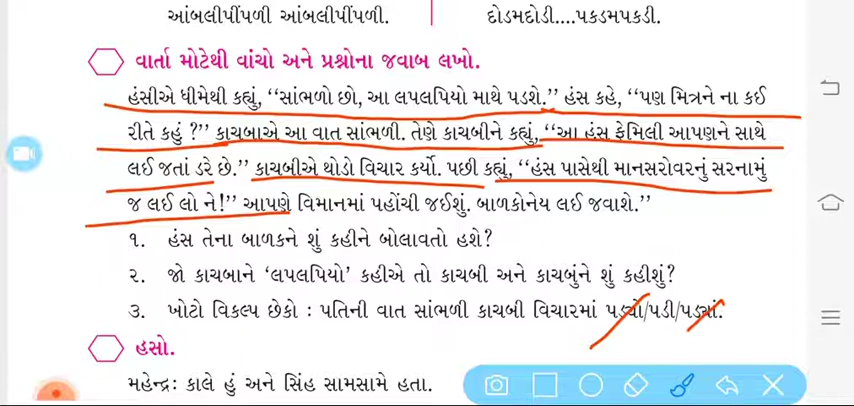 આંબલીપીંપળી આંબલીપીંપળી.
દોડમદોડી....પકડમપકડી.
વાર્તા મોટેથી વાંચો અને પ્રશ્નોના જવાબ લખો.
હંસીએ ધીમેથી કહ્યું, “સાંભળો છો, આ લપલપિયો માથે પડશે.” હંસ કહે, “પણ મિત્રને ના કઈ
રીતે કહું ?” કાચબાએ આ વાત સાંભળી. તેણે કાચબીને કહ્યું, “આ હંસ ફેમિલી આપણને સાથે
લઈ જતાં ડરે છે.” કાચબીએ થોડો વિચાર કર્યો. પછી કહ્યું, “હંસ પાસેથી માનસરોવરનું સરનામું
જ લઈ લો ને!” આપણે વિમાનમાં પહોંચી જઈશું. બાળકોનેય લઈ જવાશે.”
૧. હંસ તેના બાળકને શું કહીને બોલાવતો હશે?
૨. જો કાચબાને ‘લપલપિયો’ કહીએ તો કાચબી અને કાચબુંને શું કહીશું?
૩. ખોટો વિકલ્પ છેકો : પતિની વાત સાંભળી કાચબી વિચારમાં પડ્યો/પડી/પડ્યાં.
હસો.
મહેન્દ્ર: કાલે હું અને સિંહ સામસામે હતા.